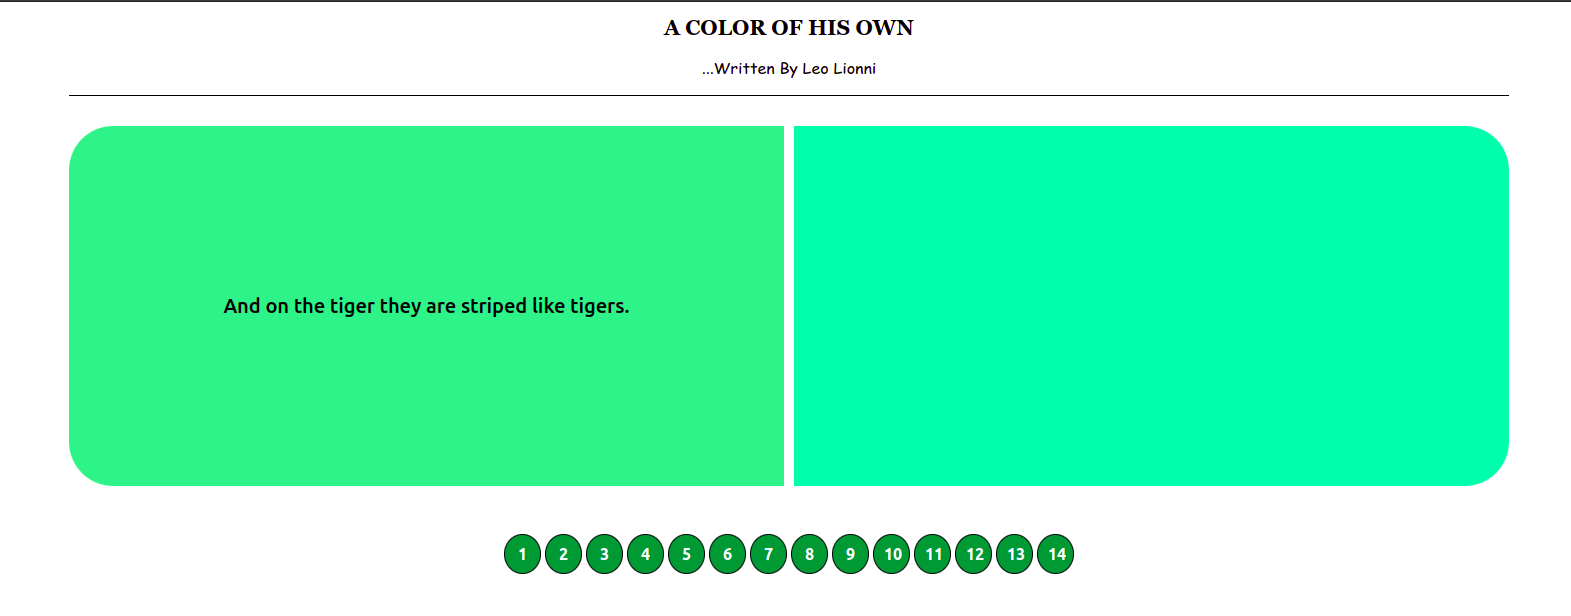 A COLOR OF HIS OWN
...Written By Leo Lionni
And on the tiger they are striped like tigers.
1 2 3 4 5 6 7 8 9 10 11 12 13 14